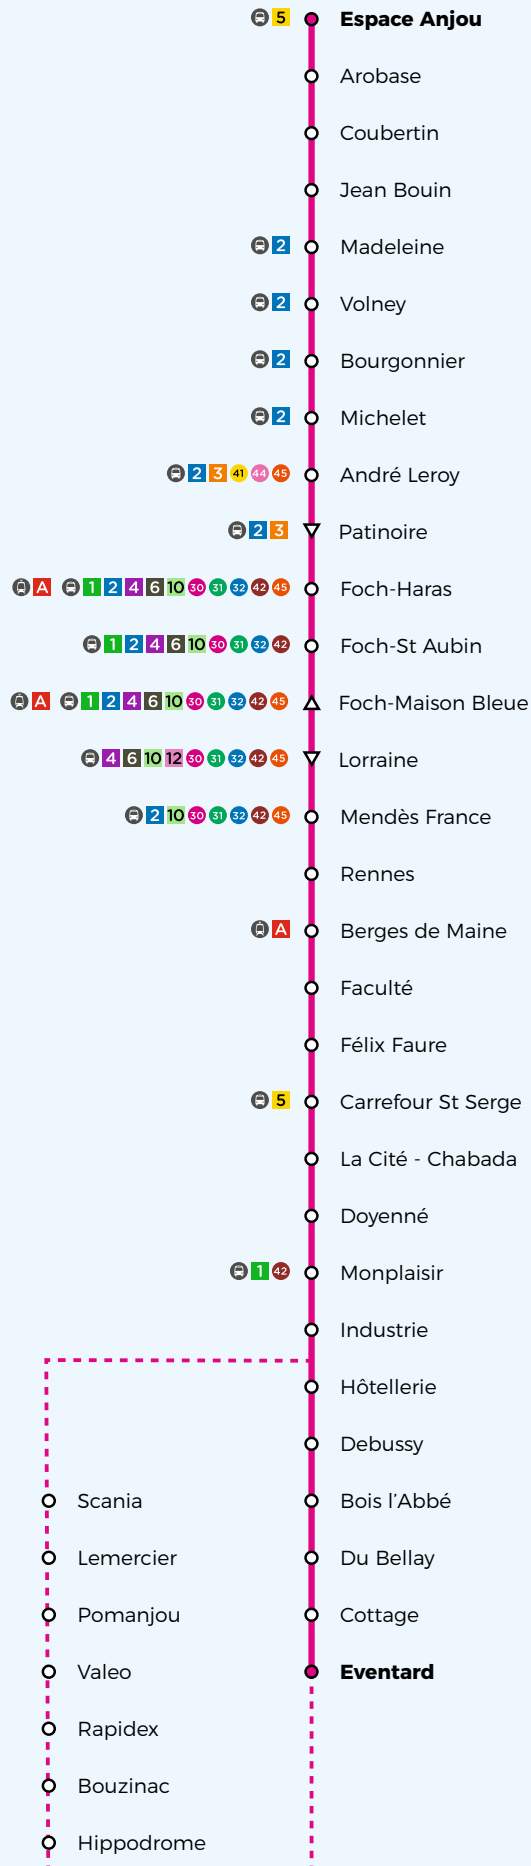 5 Espace Anjou
Arobase
Coubertin
Jean Bouin
2 Madeleine
2 Volney
2 Bourgonnier
2 Michelet
2 3 41 44 45 André Leroy
2 3 Patinoire
A 1 2 4 6 10 30 31 32 42 45 Foch-Haras
1 2 4 6 10 30 31 32 42 Foch-St Aubin
A 1 2 4 6 10 30 31 32 42 45 Foch-Maison Bleue
4 6 10 12 30 31 32 42 45 Lorraine
2 10 30 31 32 42 45 Mendès France
Rennes
A Berges de Maine
Faculté
Félix Faure
5 Carrefour St Serge
La Cité - Chabada
Doyenné
1 42 Monplaisir
Industrie
Hôtellerie
Debussy
Scania Bois l’Abbé
Lemercier Du Bellay
Pomanjou Cottage
Valeo Eventard
Rapidex
Bouzinac
Hippodrome